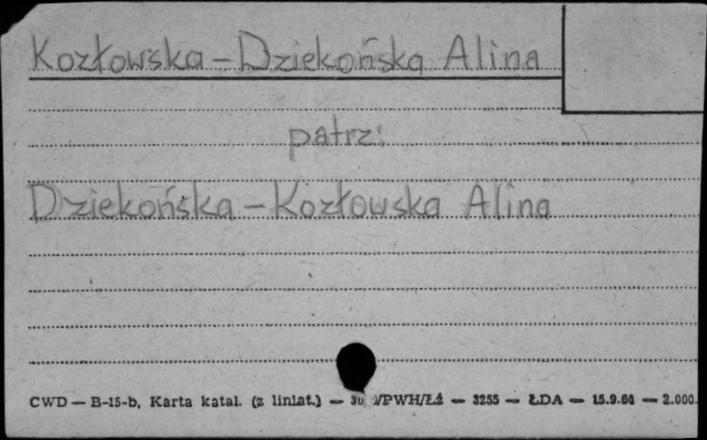 Kozłowska – Dziekońska Alina
patrz:
Dziekońska – Kozłowska Alina
CWD — B-15-b, Karta katal. (z liniat.) — /PWH/Łź — 3255 — ŁDA — 15.9.64 — 2.000.